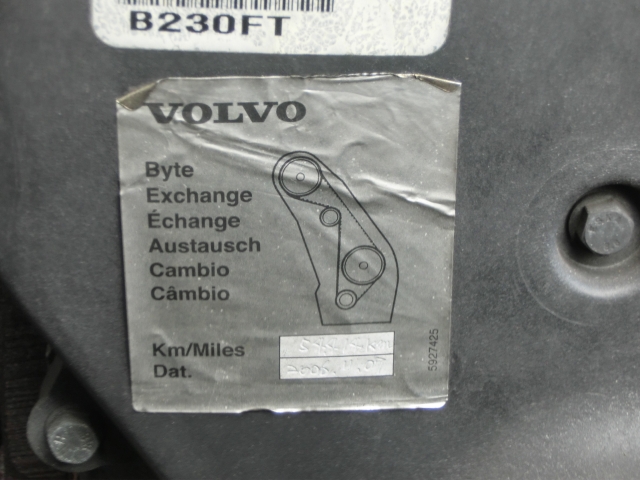 B230FT
VOLVO
Byte
Exchange
Échange
Austausch
Cambio
Câmbio
Km/Miles
Dat.
5927425